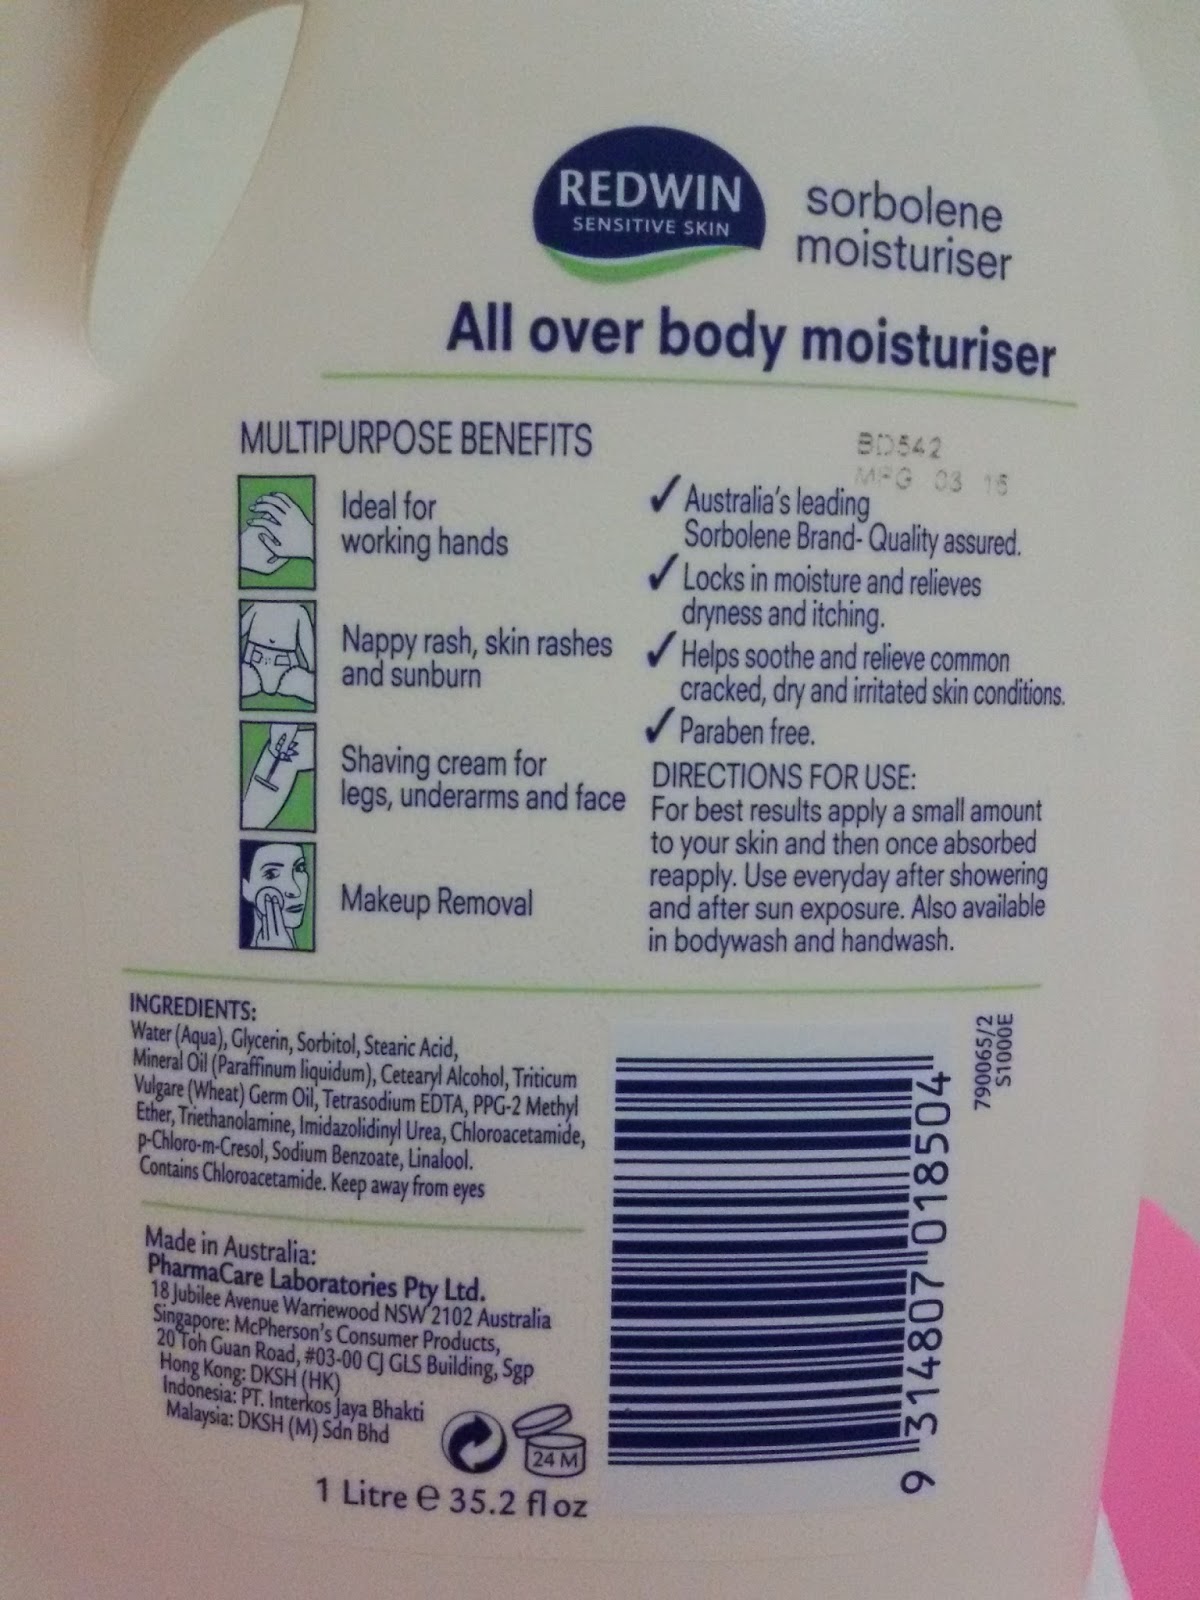 REDWIN
SENSITIVE SKIN
sorbolene
moisturiser
All over body moisturiser
MULTIPURPOSE BENEFITS
Ideal for
working hands
Nappy rash, skin rashes
and sunburn
Shaving cream for
legs, underarms and face
Makeup Removal
BD542
MFG 03 15
✓ Australia's leading
Sorbolene Brand- Quality assured.
✓ Locks in moisture and relieves
dryness and itching.
✓ Helps soothe and relieve common
cracked, dry and irritated skin conditions.
✓ Paraben free.
DIRECTIONS FOR USE:
For best results apply a small amount
to your skin and then once absorbed
reapply. Use everyday after showering
and after sun exposure. Also available
in bodywash and handwash.
INGREDIENTS:
Water (Aqua), Glycerin, Sorbitol, Stearic Acid,
Mineral Oil (Paraffinum liquidum), Cetearyl Alcohol, Triticum
Vulgare (Wheat) Germ Oil, Tetrasodium EDTA, PPG-2 Methyl
Ether, Triethanolamine, Imidazolidinyl Urea, Chloroacetamide,
p-Chloro-m-Cresol, Sodium Benzoate, Linalool.
Contains Chloroacetamide. Keep away from eyes
Made in Australia:
PharmaCare Laboratories Pty Ltd.
18 Jubilee Avenue Warriewood NSW 2102 Australia
Singapore: McPherson's Consumer Products,
20 Toh Guan Road, #03-00 CJ GLS Building, Sgp
Hong Kong: DKSH (HK)
Indonesia: PT. Interkos Jaya Bhakti
Malaysia: DKSH (M) Sdn Bhd
24 M
1 Litre ℮ 35.2 fl oz
9 314807 018504
790065/2
S1000E